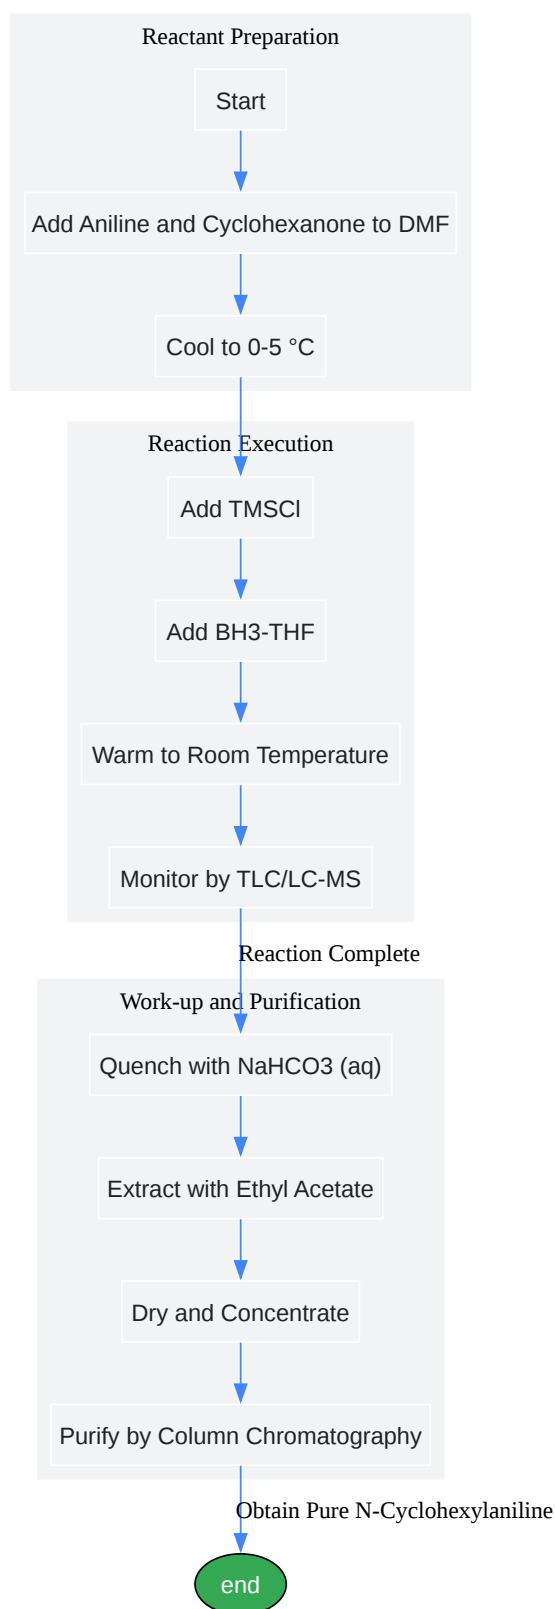 Reactant Preparation
Start
Add Aniline and Cyclohexanone to DMF
Cool to 0-5 °C
Reaction Execution
Add TMSCl
Add BH3-THF
Warm to Room Temperature
Monitor by TLC/LC-MS
Reaction Complete
Work-up and Purification
Quench with NaHCO3 (aq)
Extract with Ethyl Acetate
Dry and Concentrate
Purify by Column Chromatography
Obtain Pure N-Cyclohexylaniline
end